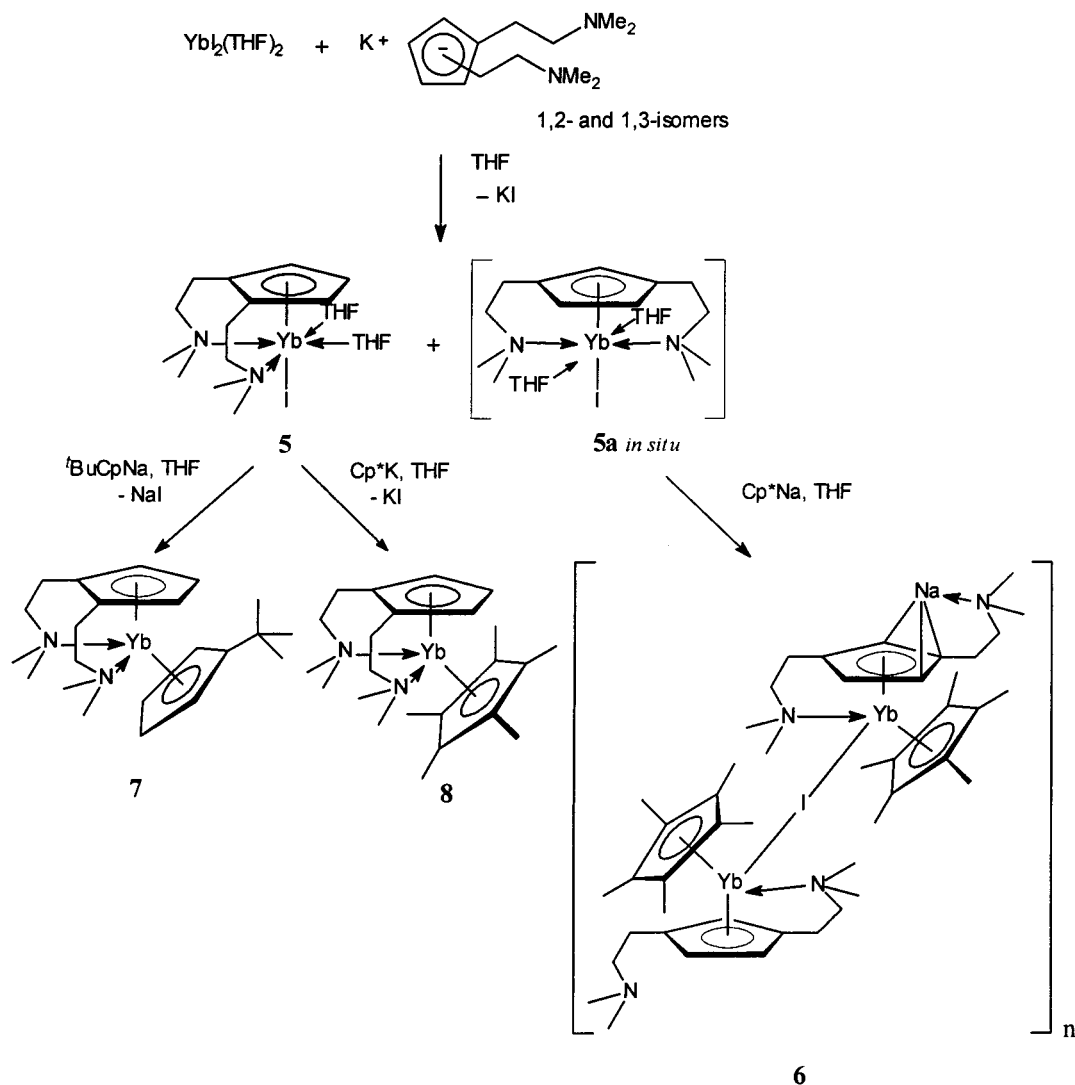 NMe2
YbI2(THF)2 + K+ −
NMe2
1,2- and 1,3-isomers
THF
– KI
THF
N Yb THF
N
I
5
+
THF
N Yb N
THF
I
5a in situ
tBuCpNa, THF
- NaI
Cp*K, THF
- KI
Cp*Na, THF
N Yb
N
7
N Yb
N
8
Na N
N Yb
I
Yb N
N
n
6